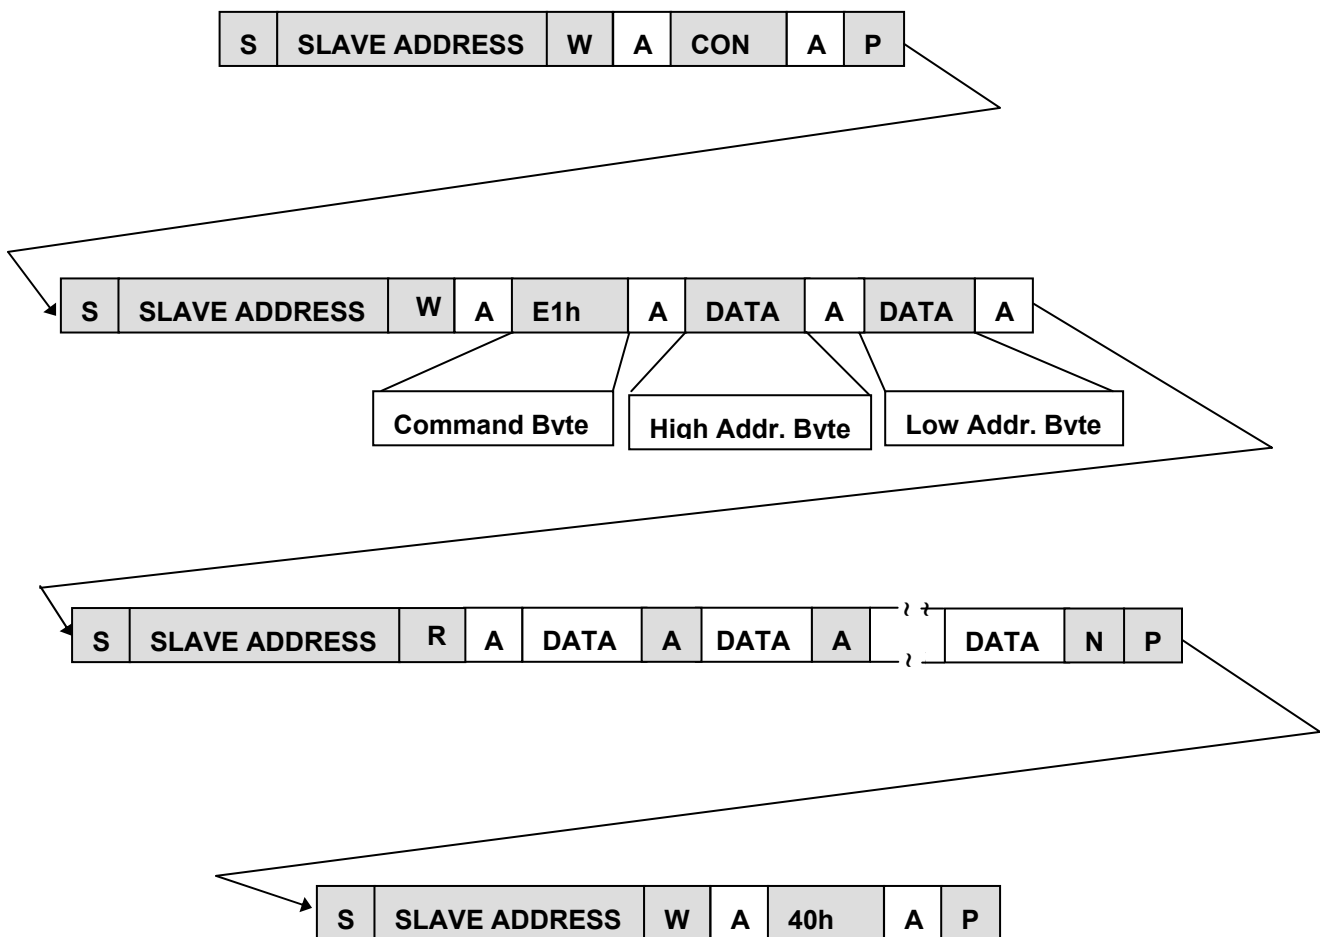 S SLAVE ADDRESS W A CON A P
S SLAVE ADDRESS W A E1h A DATA A DATA A
Command Byte High Addr. Byte Low Addr. Byte
S SLAVE ADDRESS R A DATA A DATA A ~ ~ ~ DATA N P
S SLAVE ADDRESS W A 40h A P